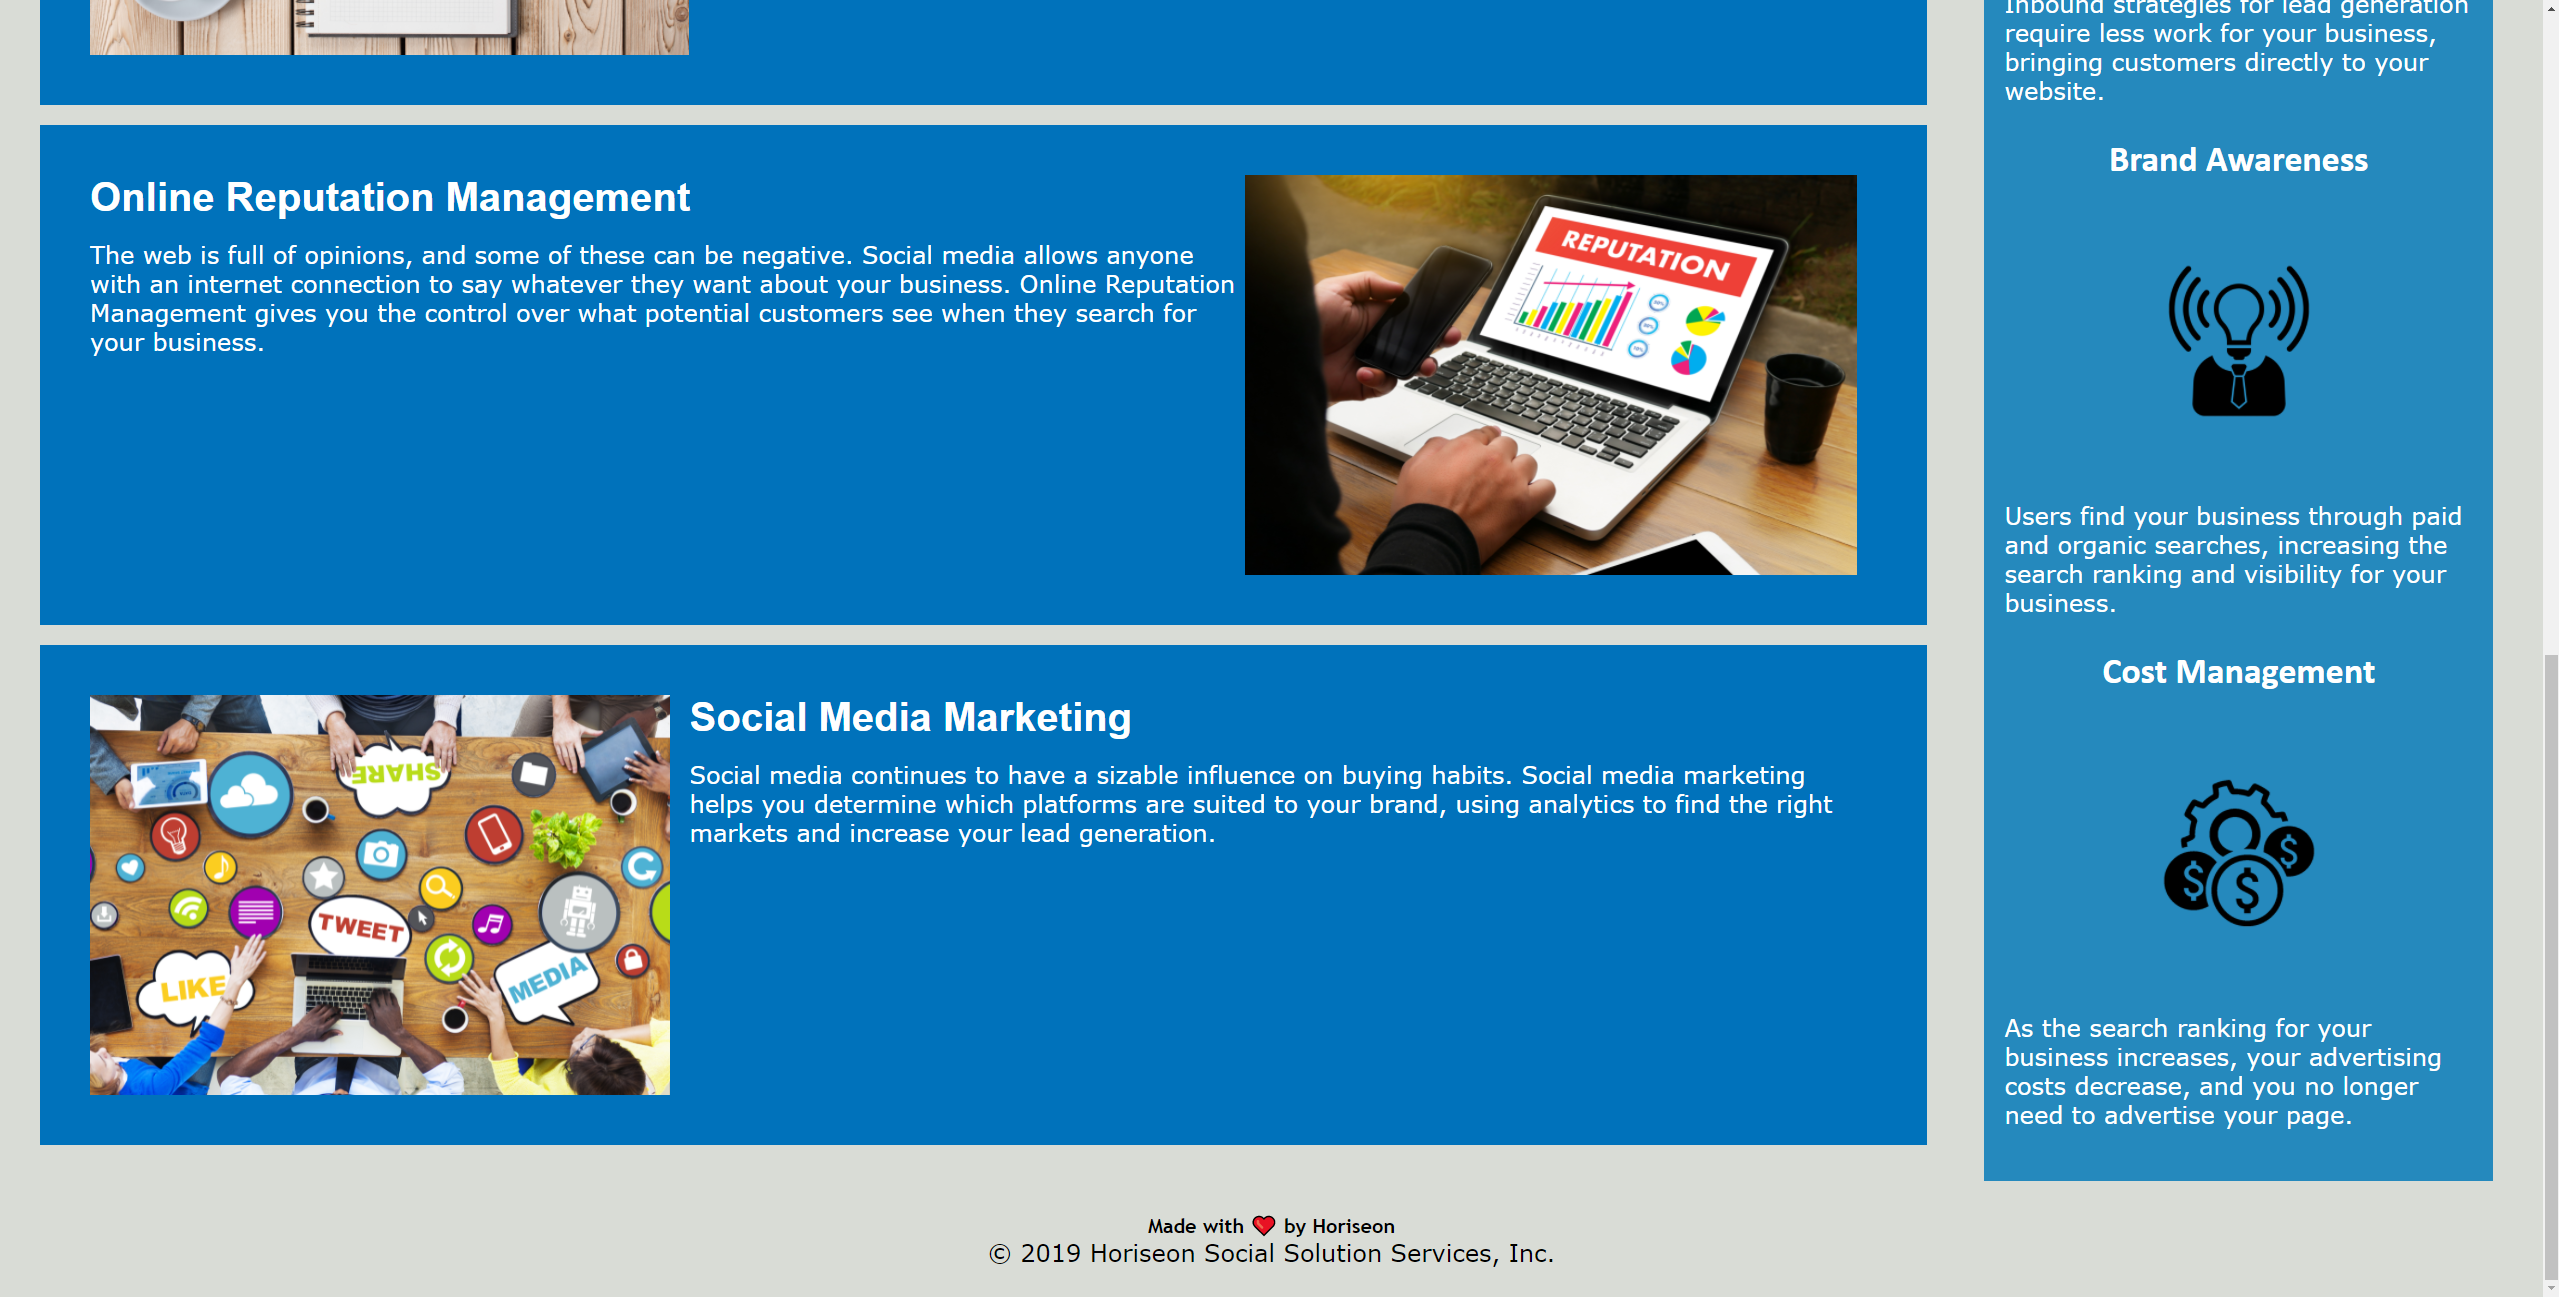 Online Reputation Management
The web is full of opinions, and some of these can be negative. Social media allows anyone
with an internet connection to say whatever they want about your business. Online Reputation
Management gives you the control over what potential customers see when they search for
your business.
REPUTATION
Social Media Marketing
Social media continues to have a sizable influence on buying habits. Social media marketing
helps you determine which platforms are suited to your brand, using analytics to find the right
markets and increase your lead generation.
SHARE
TWEET
LIKE
MEDIA
Inbound strategies for lead generation
require less work for your business,
bringing customers directly to your
website.
Brand Awareness
Users find your business through paid
and organic searches, increasing the
search ranking and visibility for your
business.
Cost Management
$ $ $
As the search ranking for your
business increases, your advertising
costs decrease, and you no longer
need to advertise your page.
Made with ❤️ by Horiseon
© 2019 Horiseon Social Solution Services, Inc.